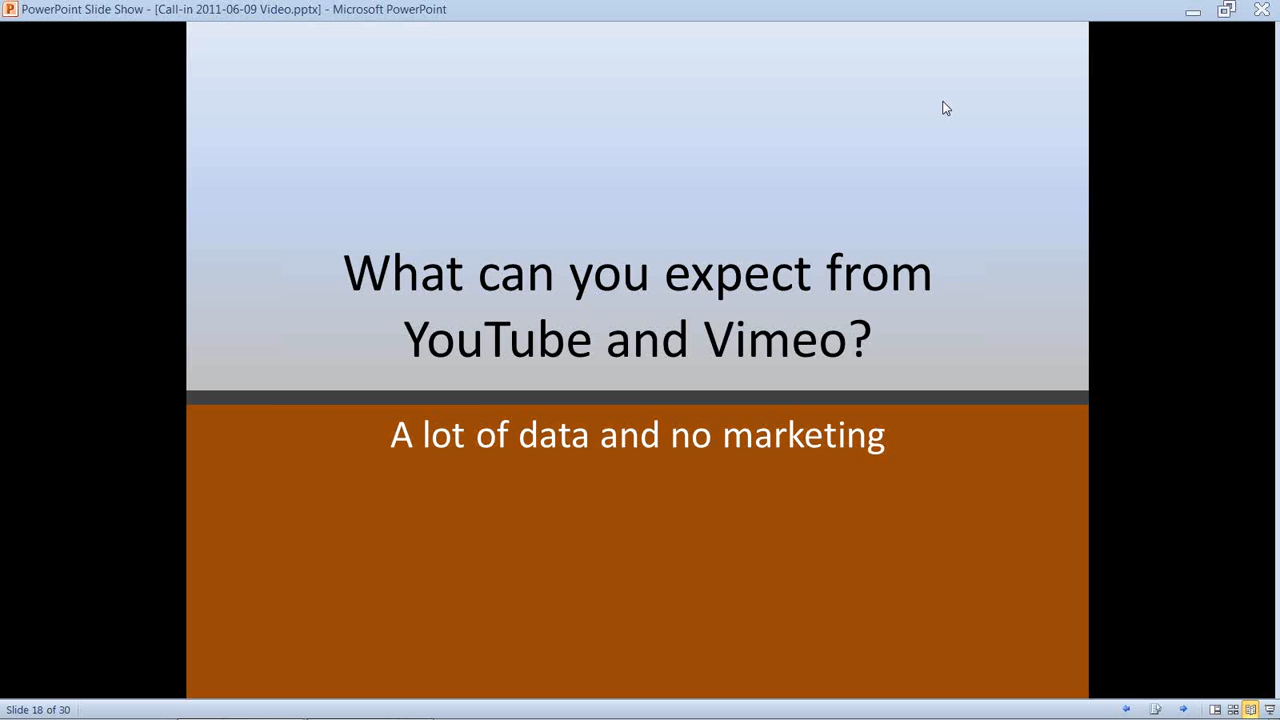 PowerPoint Slide Show - [Call-in 2011-06-09 Video.pptx] - Microsoft PowerPoint
What can you expect from
YouTube and Vimeo?
A lot of data and no marketing
Slide 18 of 30